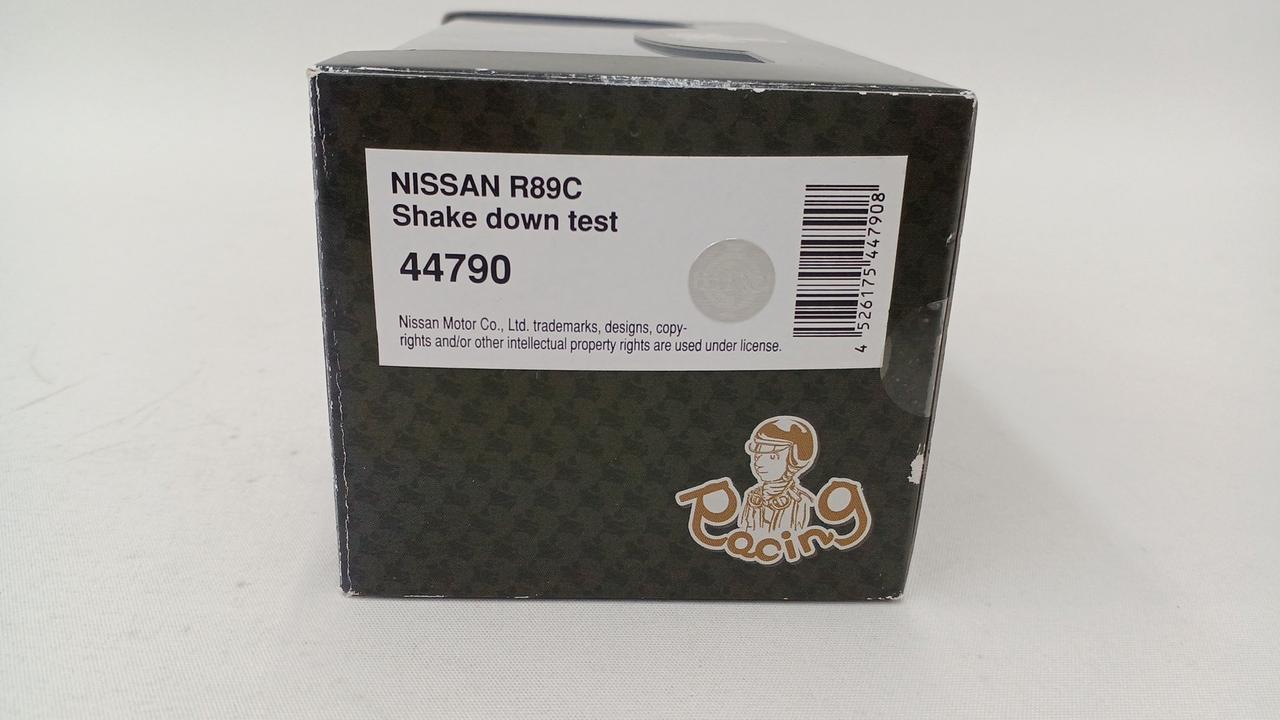 NISSAN R89C
Shake down test
44790
Nissan Motor Co., Ltd. trademarks, designs, copy-
rights and/or other intellectual property rights are used under license.
4 526175 447908
Racing